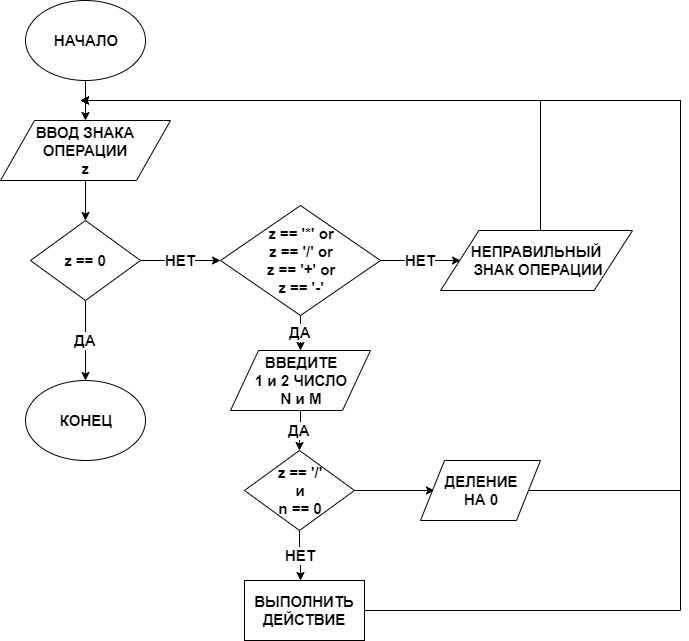 НАЧАЛО
ВВОД ЗНАКА
ОПЕРАЦИИ
z
z == 0
НЕТ
z == '*' or
z == '/' or
z == '+' or
z == '-'
НЕТ
НЕПРАВИЛЬНЫЙ
ЗНАК ОПЕРАЦИИ
ДА
ДА
КОНЕЦ
ВВЕДИТЕ
1 и 2 ЧИСЛО
N и M
ДА
z == '/'
и
n == 0
ДЕЛЕНИЕ
НА 0
НЕТ
ВЫПОЛНИТЬ
ДЕЙСТВИЕ